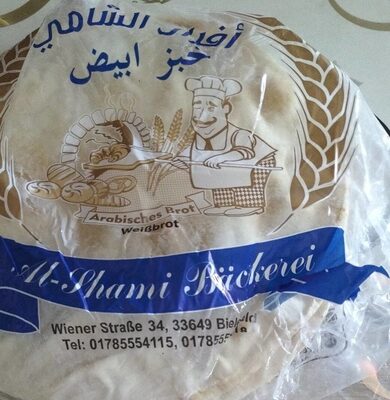 أفران الشامي
خبز ابيض
Arabisches Brot
Weißbrot
Al-Shami Bäckerei
Wiener Straße 34, 33649
Tel: 01785554115,